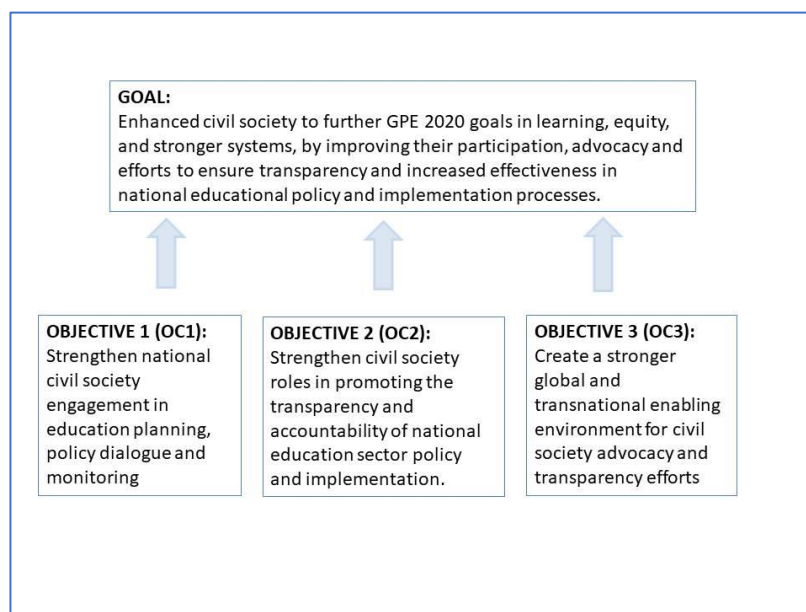 GOAL:
Enhanced civil society to further GPE 2020 goals in learning, equity,
and stronger systems, by improving their participation, advocacy and
efforts to ensure transparency and increased effectiveness in
national educational policy and implementation processes.
OBJECTIVE 1 (OC1):
Strengthen national
civil society
engagement in
education planning,
policy dialogue and
monitoring
OBJECTIVE 2 (OC2):
Strengthen civil society
roles in promoting the
transparency and
accountability of national
education sector policy
and implementation.
OBJECTIVE 3 (OC3):
Create a stronger
global and
transnational enabling
environment for civil
society advocacy and
transparency efforts